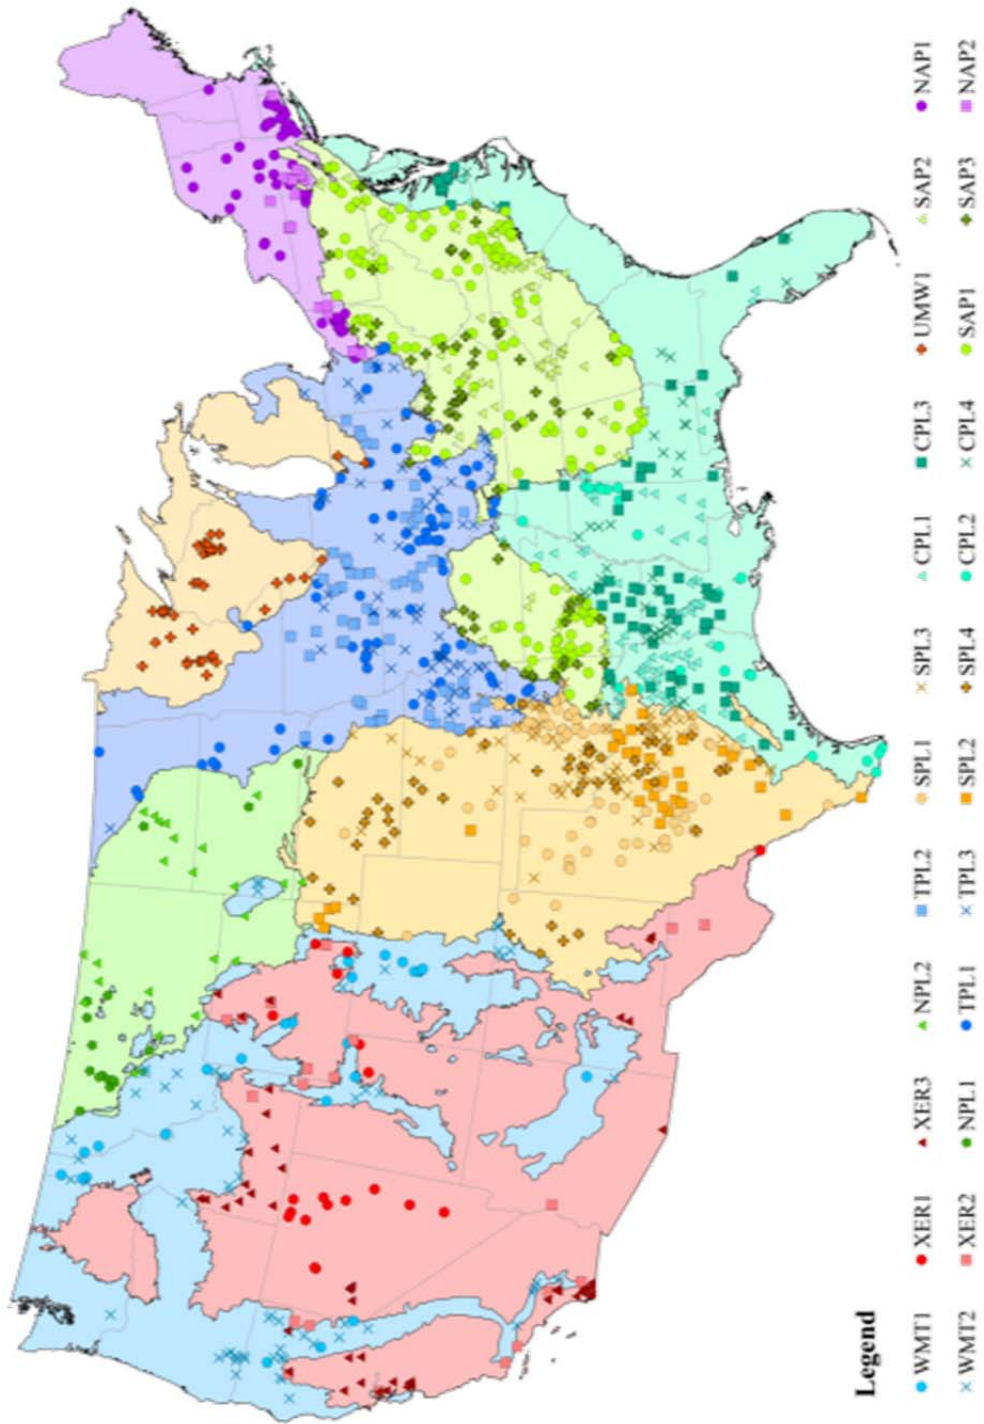 Legend
WMT1 XER1 XER3 NPL2 TPL2 SPL1 SPL3 CPL1 CPL3 UMW1 SAP2 NAP1
WMT2 XER2 NPL1 TPL1 TPL3 SPL2 SPL4 CPL2 CPL4 SAP1 SAP3 NAP2